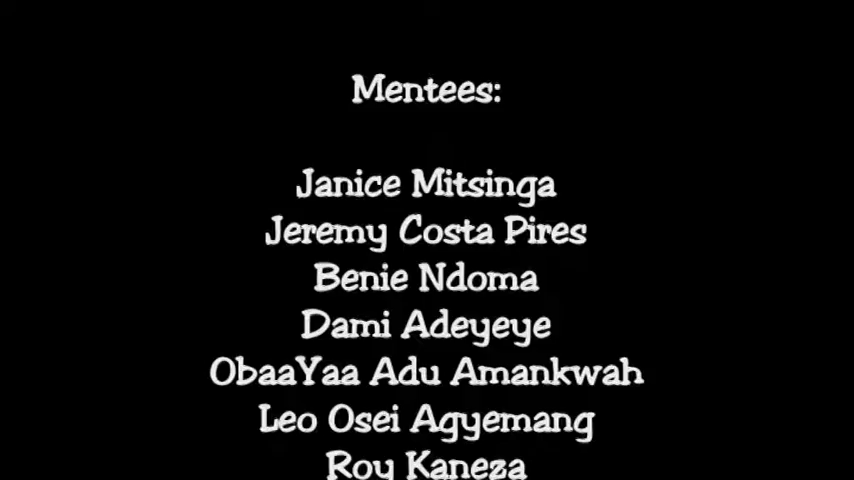 Mentees:
Janice Mitsinga
Jeremy Costa Pires
Benie Ndoma
Dami Adeyeye
ObaaYaa Adu Amankwah
Leo Osei Agyemang
Roy Kaneza